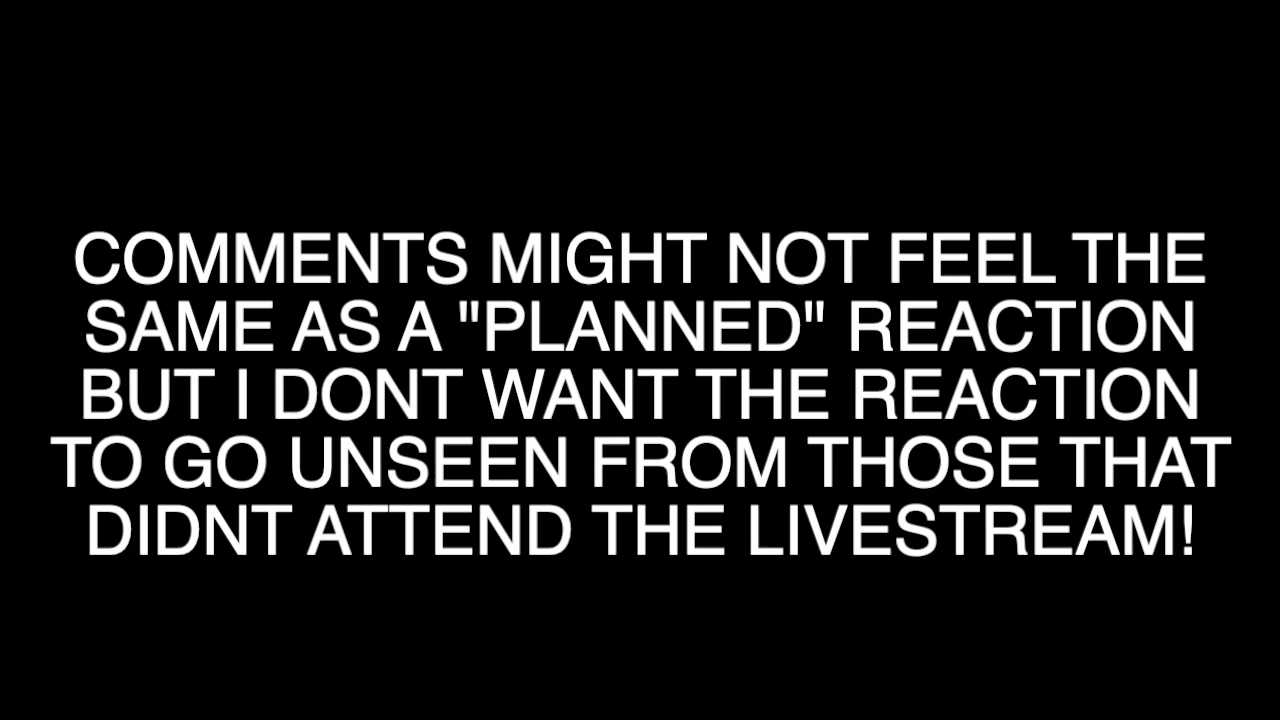 COMMENTS MIGHT NOT FEEL THE
SAME AS A "PLANNED" REACTION
BUT I DONT WANT THE REACTION
TO GO UNSEEN FROM THOSE THAT
DIDNT ATTEND THE LIVESTREAM!